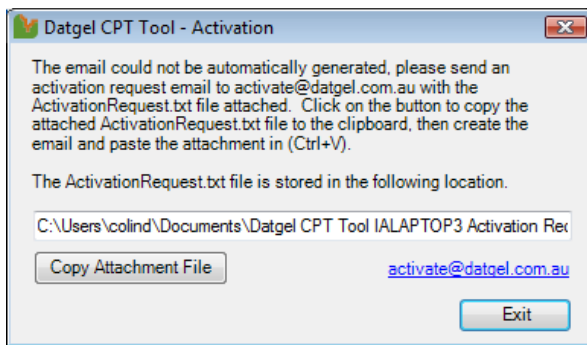 Datgel CPT Tool - Activation
The email could not be automatically generated, please send an
activation request email to activate@datgel.com.au with the
ActivationRequest.txt file attached. Click on the button to copy the
attached ActivationRequest.txt file to the clipboard, then create the
email and paste the attachment in (Ctrl+V).
The ActivationRequest.txt file is stored in the following location.
C:\Users\colind\Documents\Datgel CPT Tool IALAPTOP3 Activation Rec
Copy Attachment File
activate@datgel.com.au
Exit